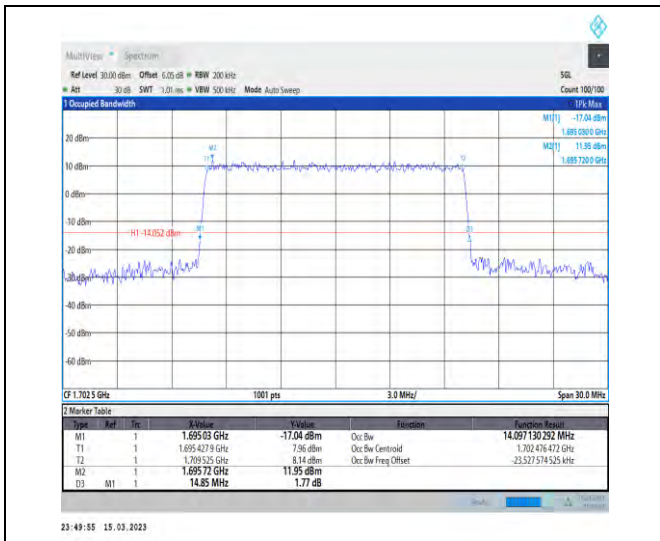 MultiView Spectrum
Ref Level 30.00 dBm Offset 6.05 dB RBW 200 kHz SGL
Att 30 dB SWT 1.01 ms VBW 500 kHz Mode Auto Sweep Count 100/100
1 Occupied Bandwidth 1Pk Max
M1[1] -17.04 dBm
1.695 030 0 GHz
M2[1] 11.95 dBm
1.695 720 0 GHz
20 dBm
M2
T1 T2
10 dBm
0 dBm
-10 dBm
M1 D3
H1 -14.052 dBm
-20 dBm
-30 dBm
-40 dBm
-50 dBm
-60 dBm
CF 1.702 5 GHz 1001 pts 3.0 MHz/ Span 30.0 MHz
2 Marker Table
Type Ref Trc X-Value Y-Value Function Function Result
M1 1 1.695 03 GHz -17.04 dBm Occ Bw 14.097 130 292 MHz
T1 1 1.695 427 9 GHz 7.96 dBm Occ Bw Centroid 1.702 476 472 GHz
T2 1 1.709 525 GHz 8.14 dBm Occ Bw Freq Offset -23.527 574 525 kHz
M2 1 1.695 72 GHz 11.95 dBm
D3 M1 1 14.85 MHz 1.77 dB
23:49:55 15.03.2023